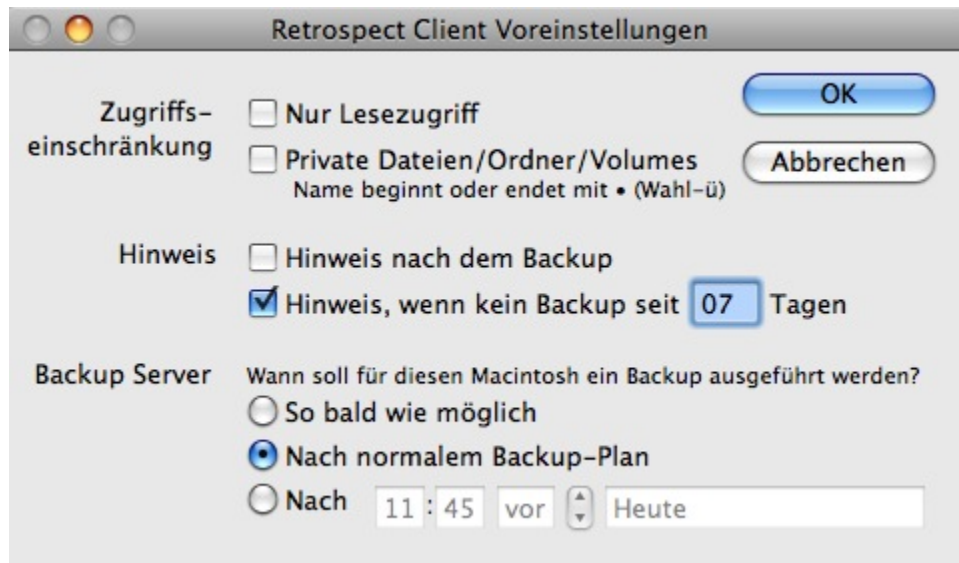 Retrospect Client Voreinstellungen
Zugriffs-
einschränkung
Nur Lesezugriff
Private Dateien/Ordner/Volumes
Name beginnt oder endet mit • (Wahl-ü)
OK
Abbrechen
Hinweis
Hinweis nach dem Backup
Hinweis, wenn kein Backup seit 07 Tagen
Backup Server
Wann soll für diesen Macintosh ein Backup ausgeführt werden?
So bald wie möglich
Nach normalem Backup-Plan
Nach 11 : 45 vor Heute